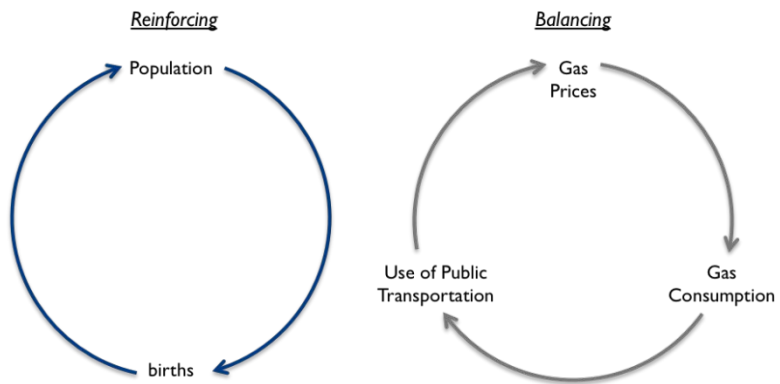 Reinforcing
Population
births
Balancing
Gas
Prices
Gas
Consumption
Use of Public
Transportation